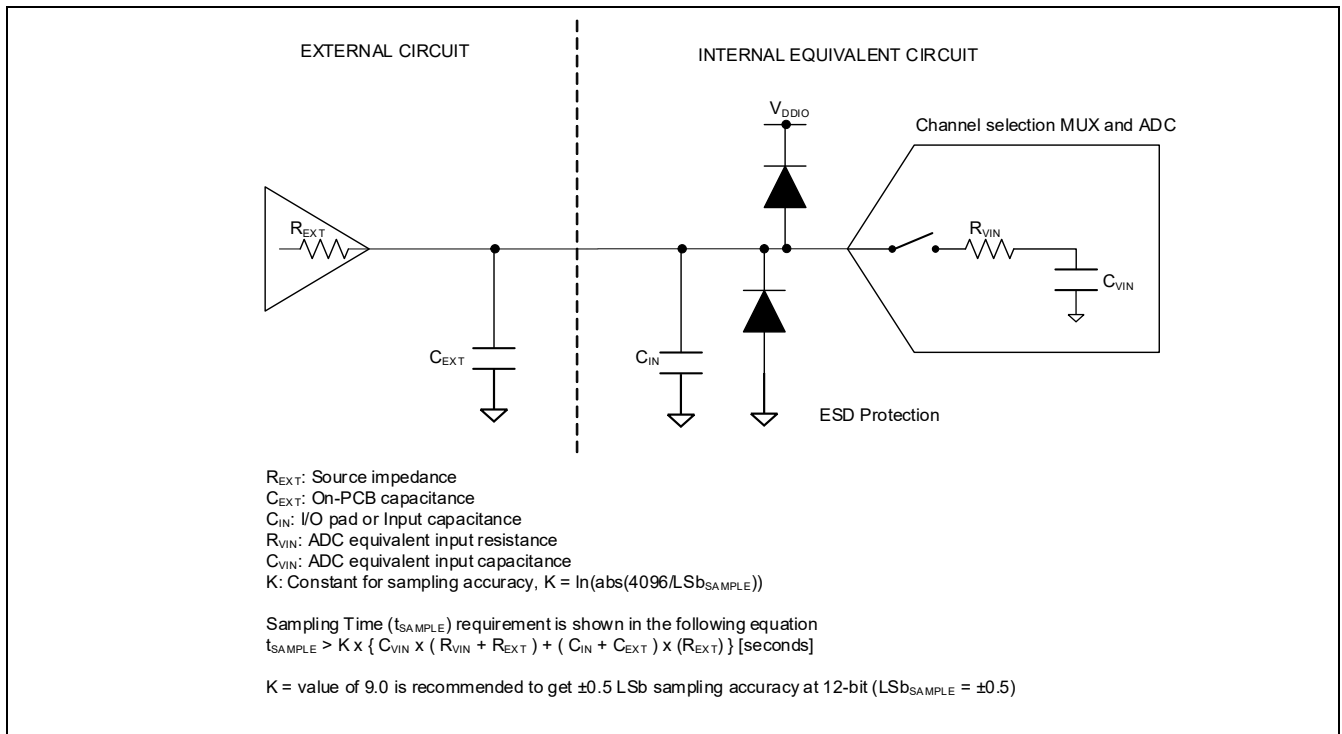 EXTERNAL CIRCUIT
INTERNAL EQUIVALENT CIRCUIT
VDDIO
Channel selection MUX and ADC
REXT
RVIN
CVIN
CEXT
CIN
ESD Protection
REXT: Source impedance
CEXT: On-PCB capacitance
CIN: I/O pad or Input capacitance
RVIN: ADC equivalent input resistance
CVIN: ADC equivalent input capacitance
K: Constant for sampling accuracy, K = ln(abs(4096/LSbSAMPLE))
Sampling Time (tSAMPLE) requirement is shown in the following equation
tSAMPLE > K x { CVIN x ( RVIN + REXT ) + ( CIN + CEXT ) x (REXT) } [seconds]
K = value of 9.0 is recommended to get ±0.5 LSb sampling accuracy at 12-bit (LSbSAMPLE = ±0.5)